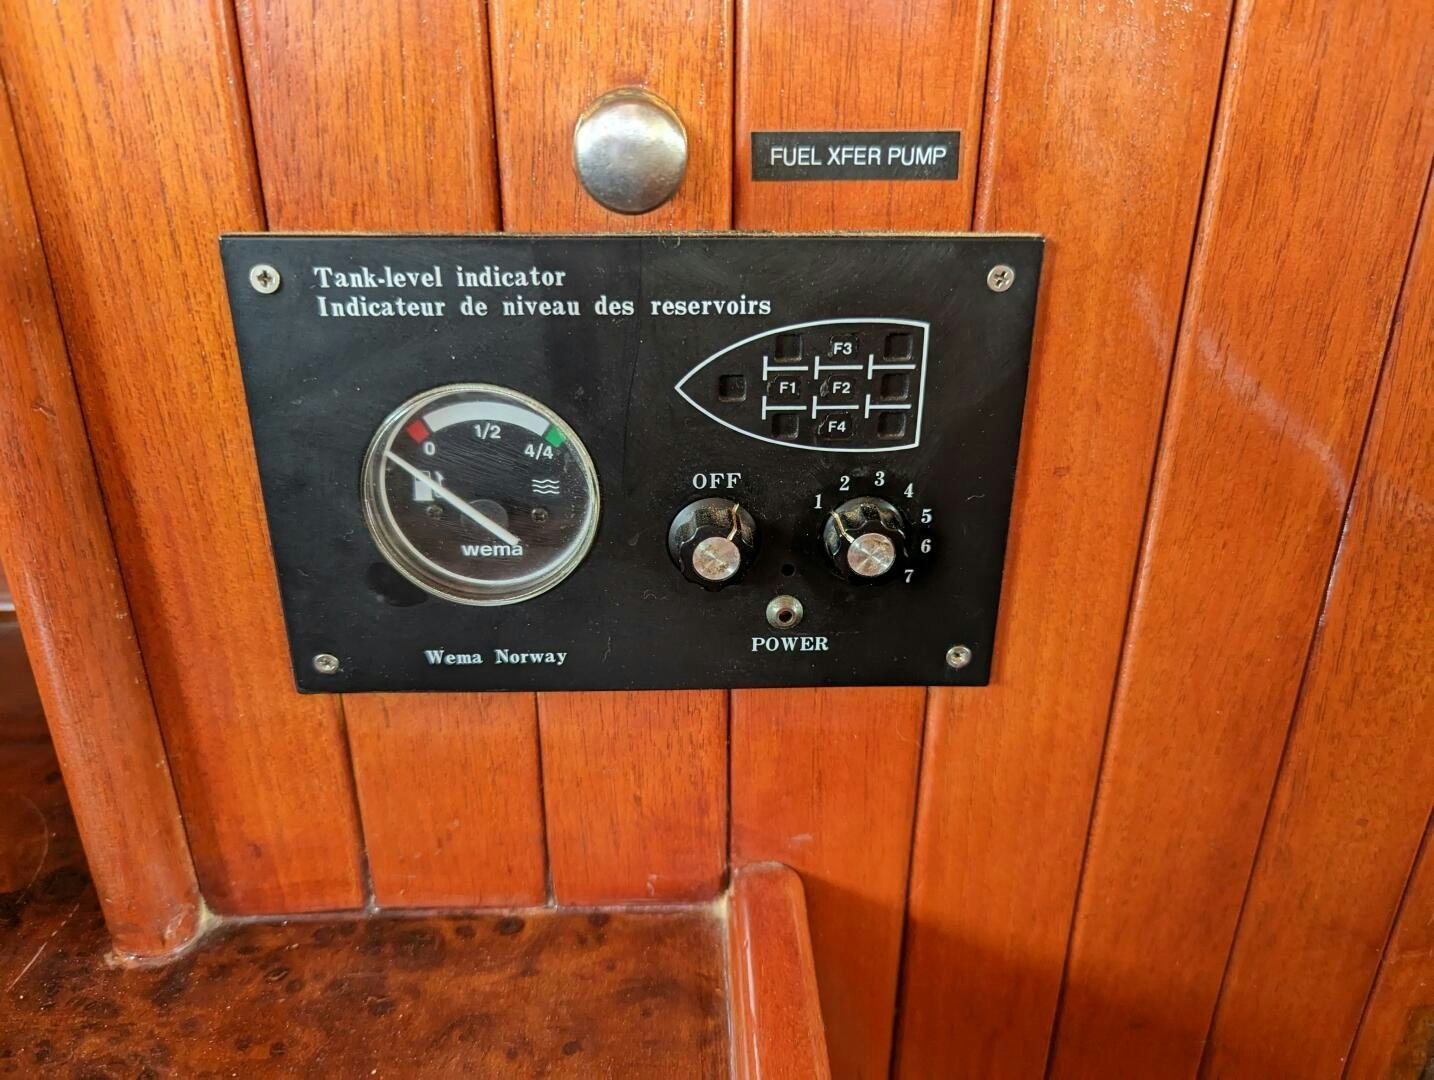 FUEL XFER PUMP
Tank-level indicator
Indicateur de niveau des reservoirs
F3
F1 F2
F4
0 1/2 4/4
wema
OFF
1 2 3 4 5 6 7
POWER
Wema Norway